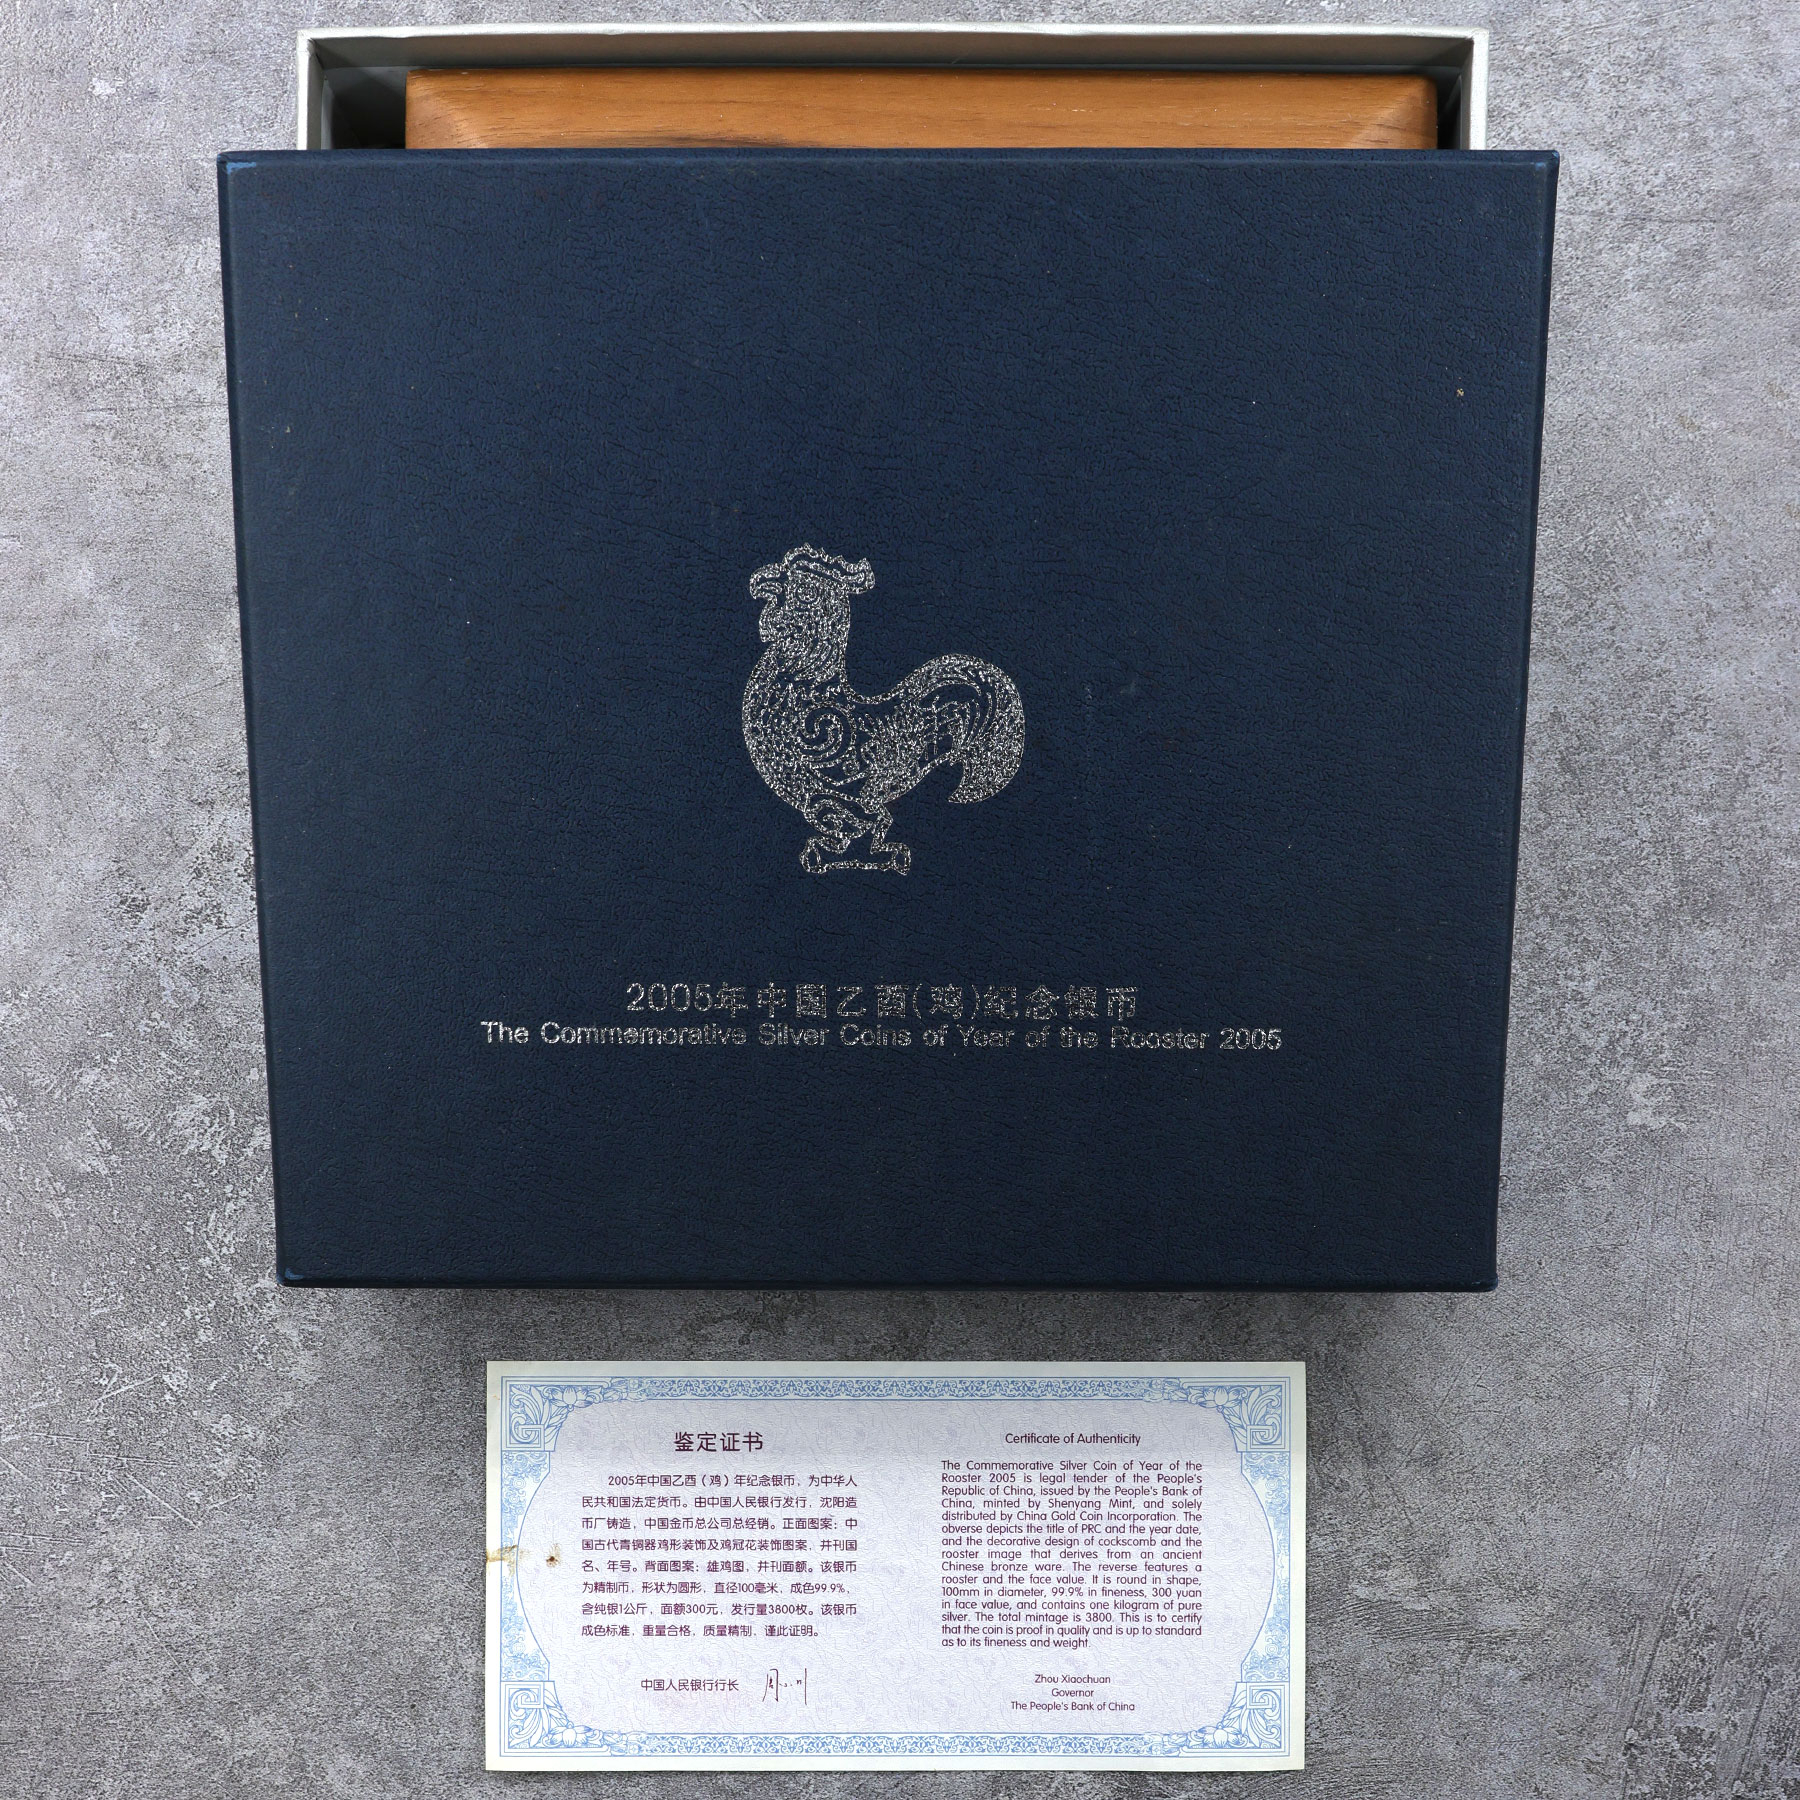 2005年中国乙酉(鸡)纪念银币
The Commemorative Silver Coins of Year of the Rooster 2005
鉴定证书
2005年中国乙酉（鸡）年纪念银币，为中华人
民共和国法定货币。由中国人民银行发行，沈阳造
币厂铸造，中国金币总公司总经销。正面图案：中
国古代青铜器鸡形装饰及鸡冠花装饰图案，并刊国
名、年号。背面图案：雄鸡图，并刊面额。该银币
为精制币，形状为圆形，直径100毫米，成色99.9%，
含纯银1公斤，面额300元，发行量3800枚。该银币
成色标准，重量合格，质量精制，谨此证明。
中国人民银行行长
Certificate of Authenticity
The Commemorative Silver Coin of Year of the
Rooster 2005 is legal tender of the People's
Republic of China, issued by the People's Bank of
China, minted by Shenyang Mint, and solely
distributed by China Gold Coin Incorporation. The
obverse depicts the title of PRC and the year date,
and the decorative design of cockscomb and the
rooster image that derives from an ancient
Chinese bronze ware. The reverse features a
rooster and the face value. It is round in shape,
100mm in diameter, 99.9% in fineness, 300 yuan
in face value, and contains one kilogram of pure
silver. The total mintage is 3800. This is to certify
that the coin is proof in quality and is up to standard
as to its fineness and weight.
Zhou Xiaochuan
Governor
The People's Bank of China